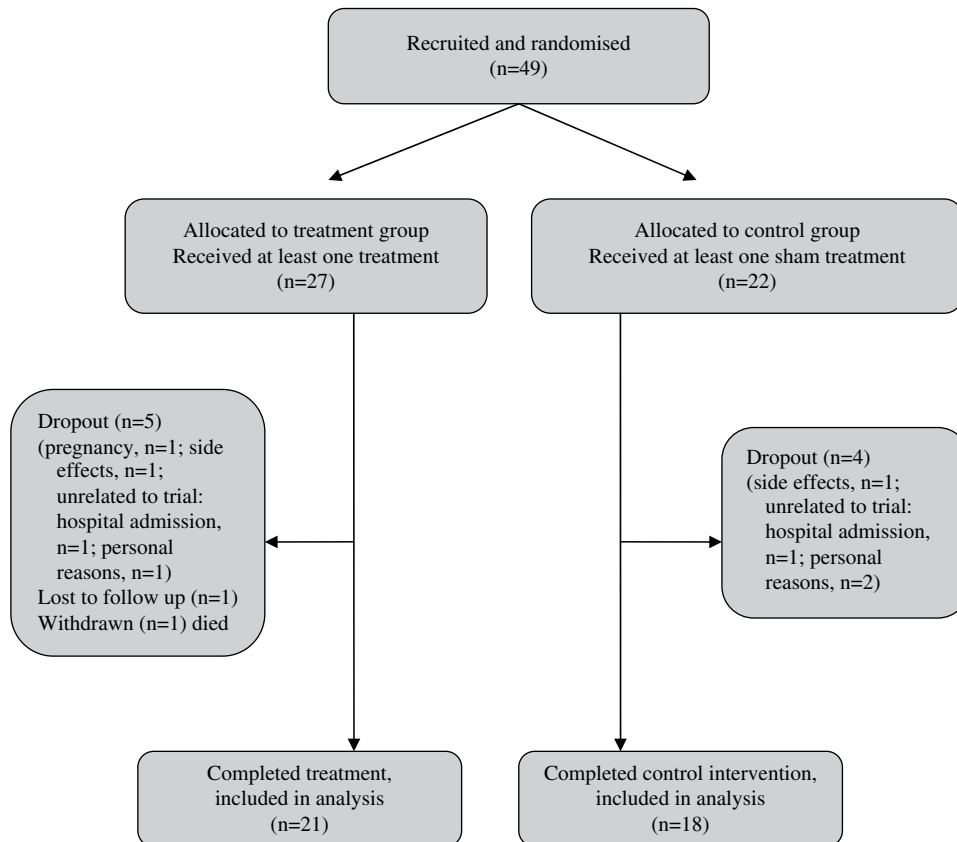 Recruited and randomised
(n=49)
Allocated to treatment group
Received at least one treatment
(n=27)
Allocated to control group
Received at least one sham treatment
(n=22)
Dropout (n=5)
(pregnancy, n=1; side
effects, n=1;
unrelated to trial:
hospital admission,
n=1; personal
reasons, n=1)
Lost to follow up (n=1)
Withdrawn (n=1) died
Dropout (n=4)
(side effects, n=1;
unrelated to trial:
hospital admission,
n=1; personal
reasons, n=2)
Completed treatment,
included in analysis
(n=21)
Completed control intervention,
included in analysis
(n=18)